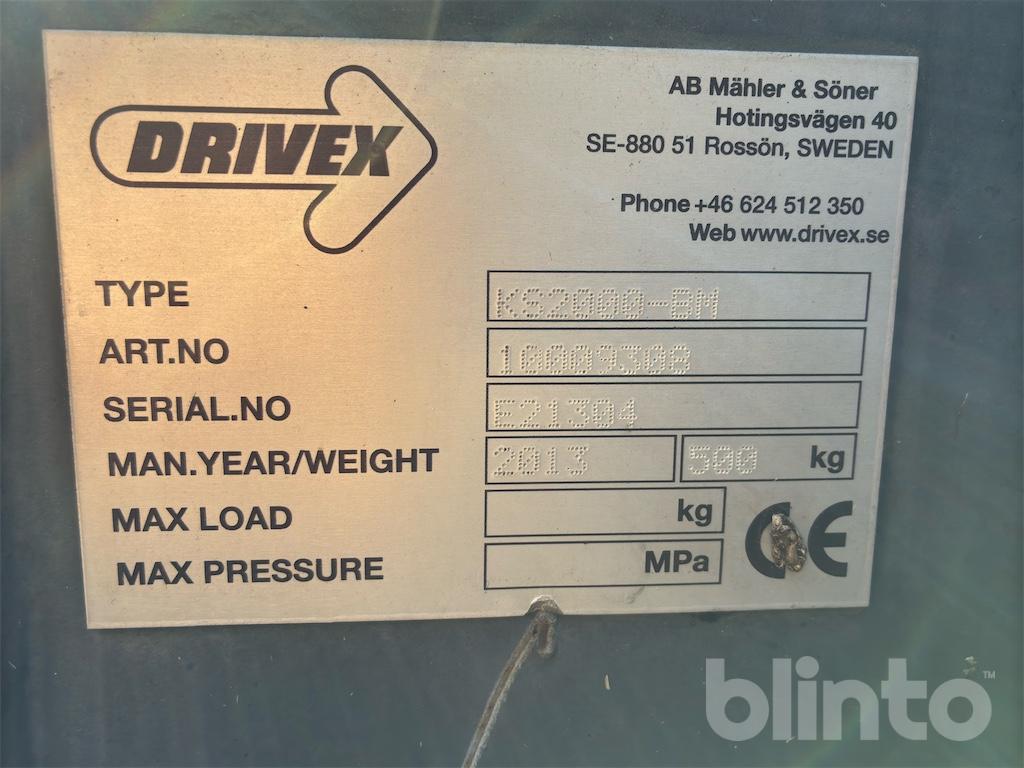 DRIVEX
AB Mähler & Söner
Hotingsvägen 40
SE-880 51 Rossön, SWEDEN
Phone +46 624 512 350
Web www.drivex.se
TYPE KS2000-BM
ART.NO 10009308
SERIAL.NO E21304
MAN.YEAR/WEIGHT 2013 500 kg
MAX LOAD kg
MAX PRESSURE MPa
CE
blinto™